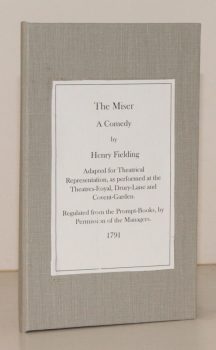 The Miser
A Comedy
by
Henry Fielding
Adapted for Theatrical
Representation, as performed at the
Theatres-Royal, Drury-Lane and
Covent-Garden.
Regulated from the Prompt-Books, by
Permission of the Managers.
1791